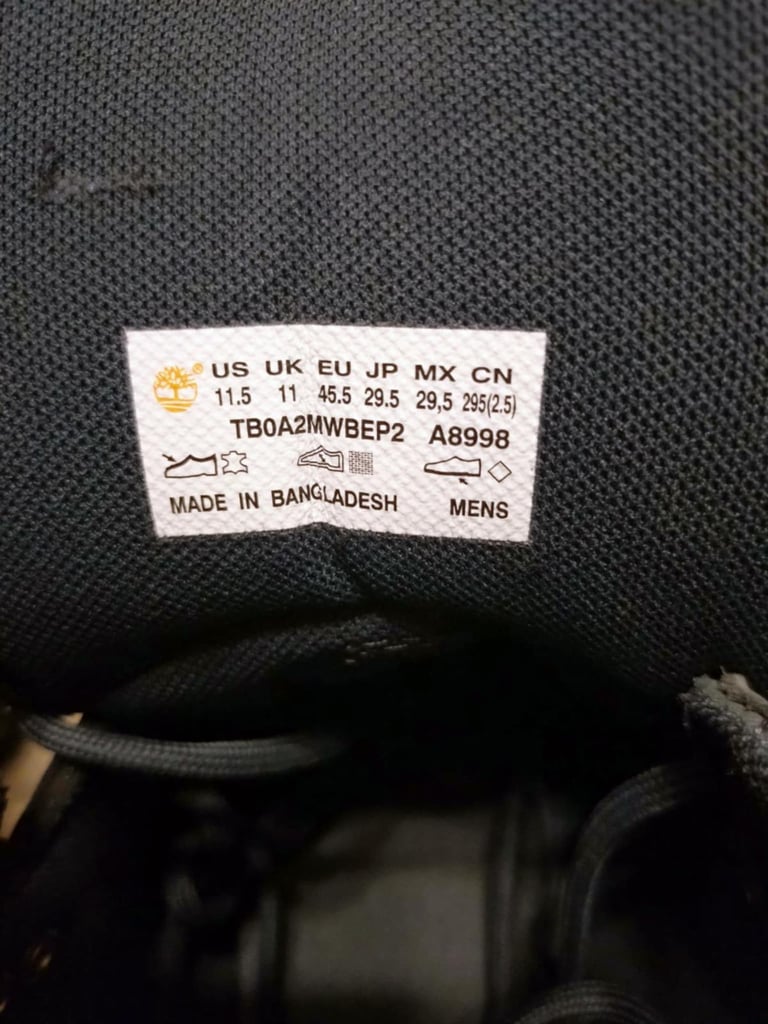 US UK EU JP MX CN
11.5 11 45.5 29.5 29,5 295(2.5)
TB0A2MWBEP2 A8998
MADE IN BANGLADESH MENS